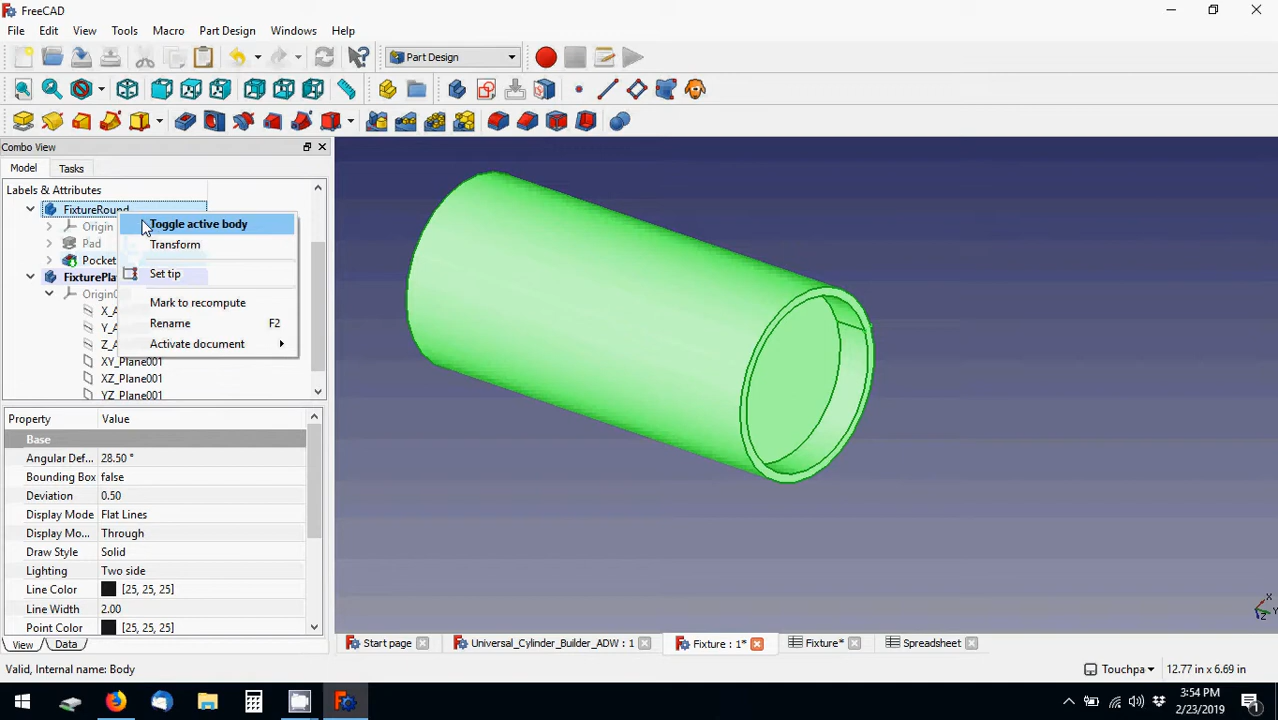 FreeCAD
File Edit View Tools Macro Part Design Windows Help
Part Design
Combo View
Model Tasks
Labels & Attributes
FixtureRound
Origin
Pad
Pocket
FixturePla
Origin0
X_A
Y_A
Z_A
XY_Plane001
XZ_Plane001
YZ_Plane001
Toggle active body
Transform
Set tip
Mark to recompute
Rename F2
Activate document
Property Value
Base
Angular Def... 28.50 °
Bounding Box false
Deviation 0.50
Display Mode Flat Lines
Display Mo... Through
Draw Style Solid
Lighting Two side
Line Color [25, 25, 25]
Line Width 2.00
Point Color [25, 25, 25]
View Data
Start page Universal_Cylinder_Builder_ADW : 1 Fixture : 1* Fixture* Spreadsheet
X
Y
Z
Valid, Internal name: Body
Touchpa 12.77 in x 6.69 in
3:54 PM
2/23/2019
1